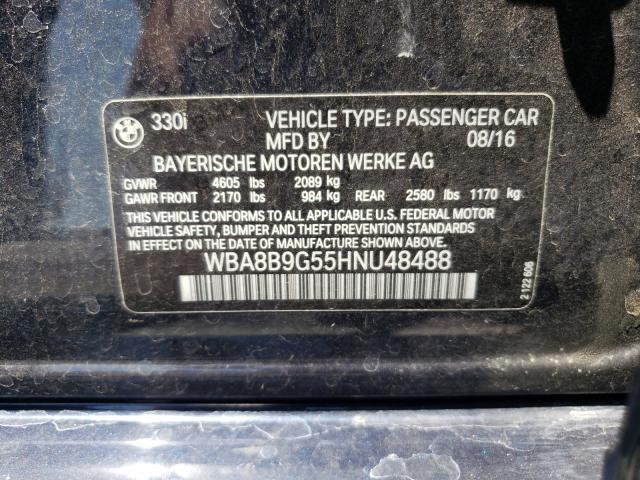 330i VEHICLE TYPE: PASSENGER CAR
MFD BY 08/16
BAYERISCHE MOTOREN WERKE AG
GVWR 4605 lbs 2089 kg
GAWR FRONT 2170 lbs 984 kg REAR 2580 lbs 1170 kg
THIS VEHICLE CONFORMS TO ALL APPLICABLE U.S. FEDERAL MOTOR
VEHICLE SAFETY, BUMPER AND THEFT PREVENTION STANDARDS
IN EFFECT ON THE DATE OF MANUFACTURE SHOWN ABOVE.
WBA8B9G55HNU48488
2 122 606